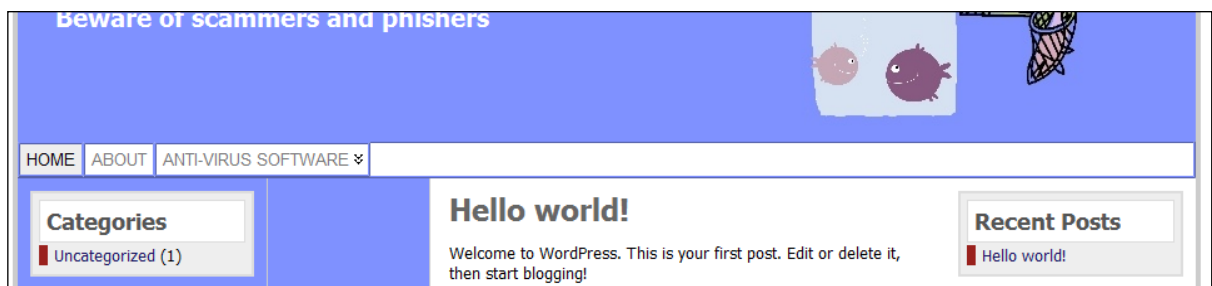 Beware of scammers and phishers
HOME ABOUT ANTI-VIRUS SOFTWARE
Categories
Uncategorized (1)
Hello world!
Welcome to WordPress. This is your first post. Edit or delete it,
then start blogging!
Recent Posts
Hello world!